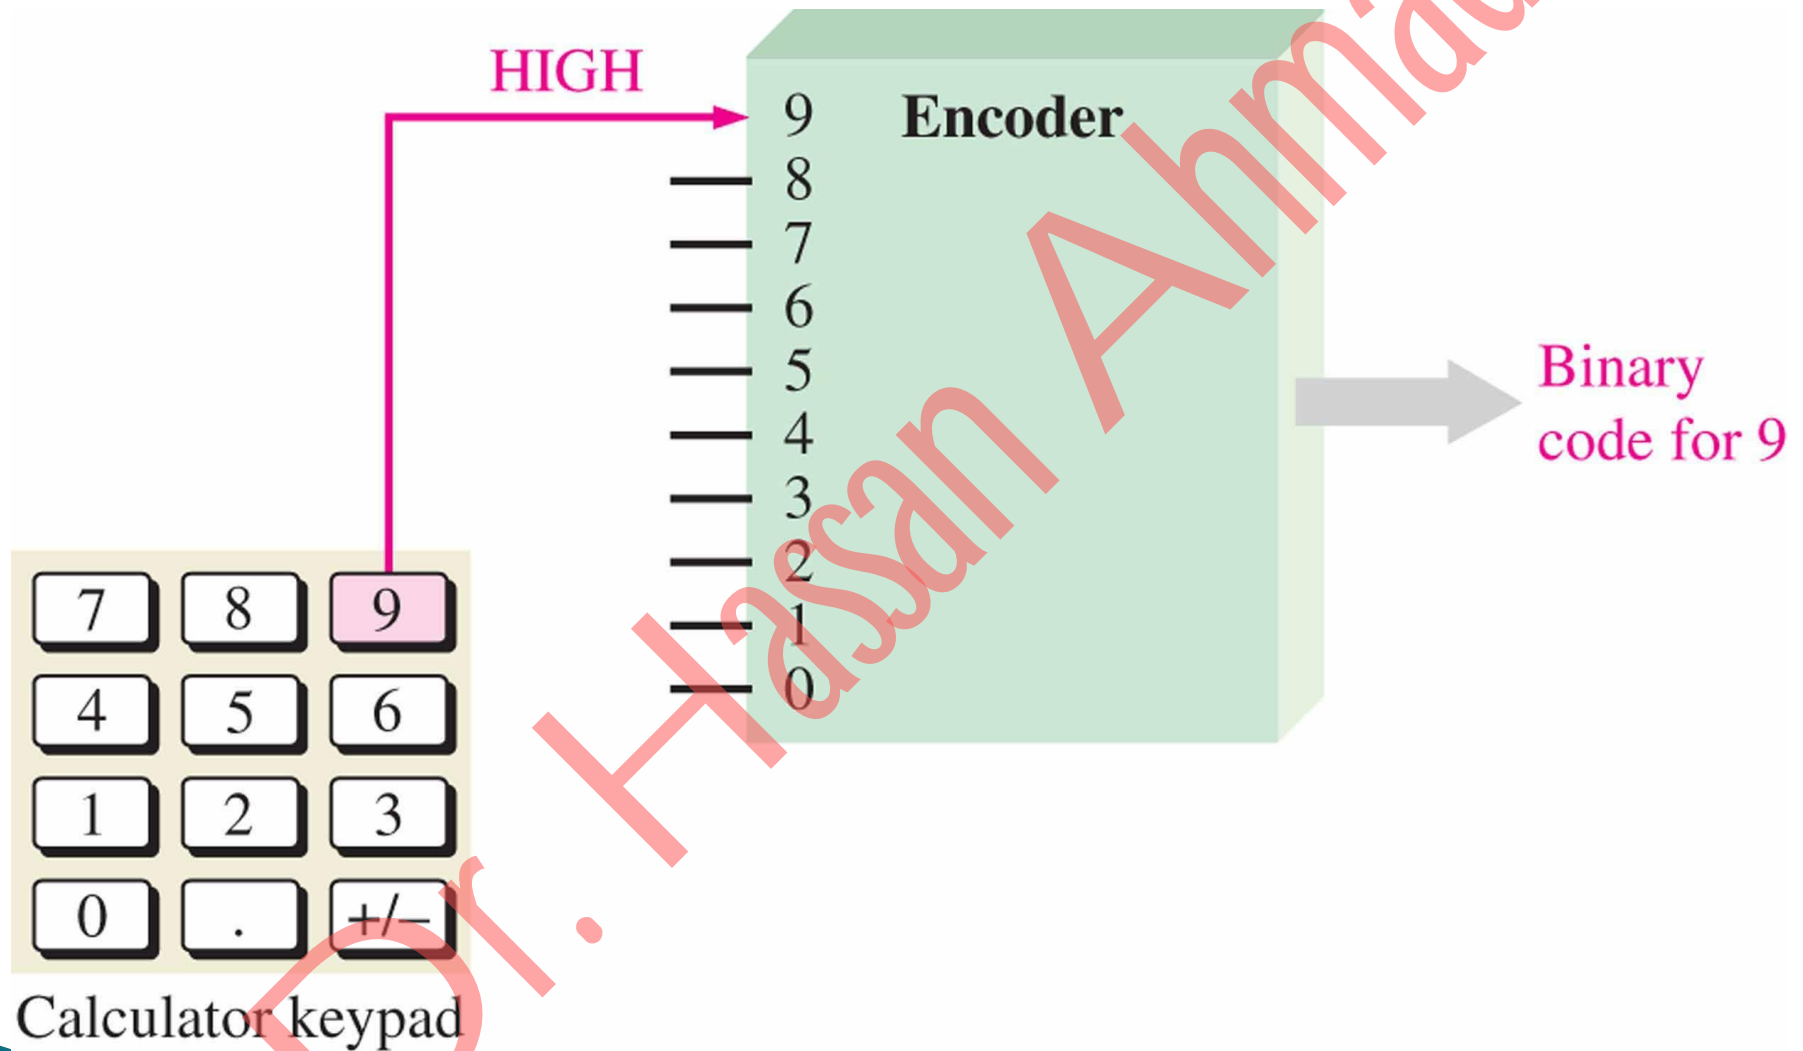 HIGH
Encoder
9
8
7
6
5
4
3
2
1
0
Binary
code for 9
7 8 9
4 5 6
1 2 3
0 . +/−
Calculator keypad
Dr. Hassan Ahmad